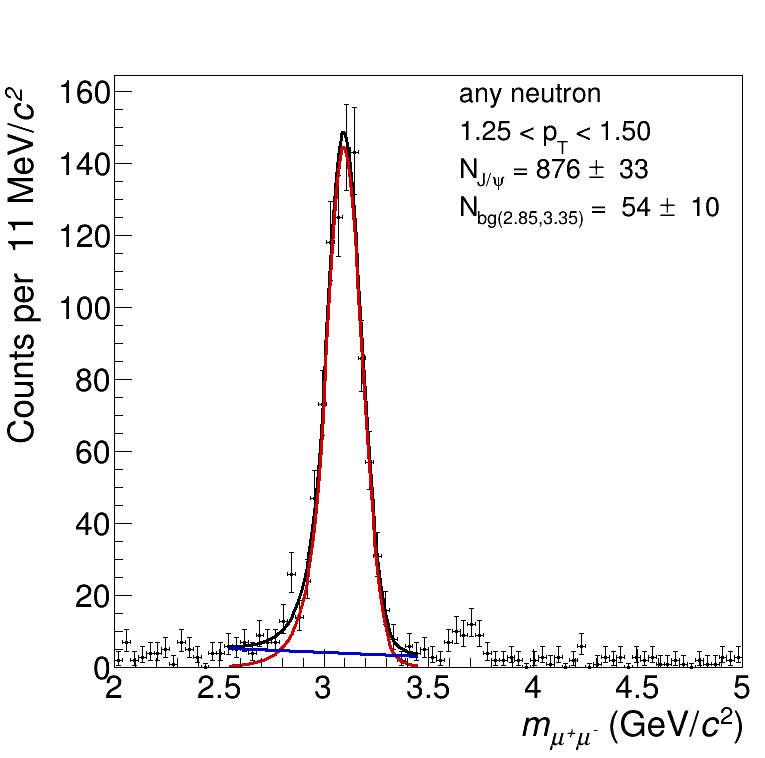 any neutron
1.25 < p_T < 1.50
N_J/ψ = 876 ± 33
N_bg(2.85,3.35) = 54 ± 10
Counts per 11 MeV/c²
160
140
120
100
80
60
40
20
0
2 2.5 3 3.5 4 4.5 5
m_μ⁺μ⁻ (GeV/c²)